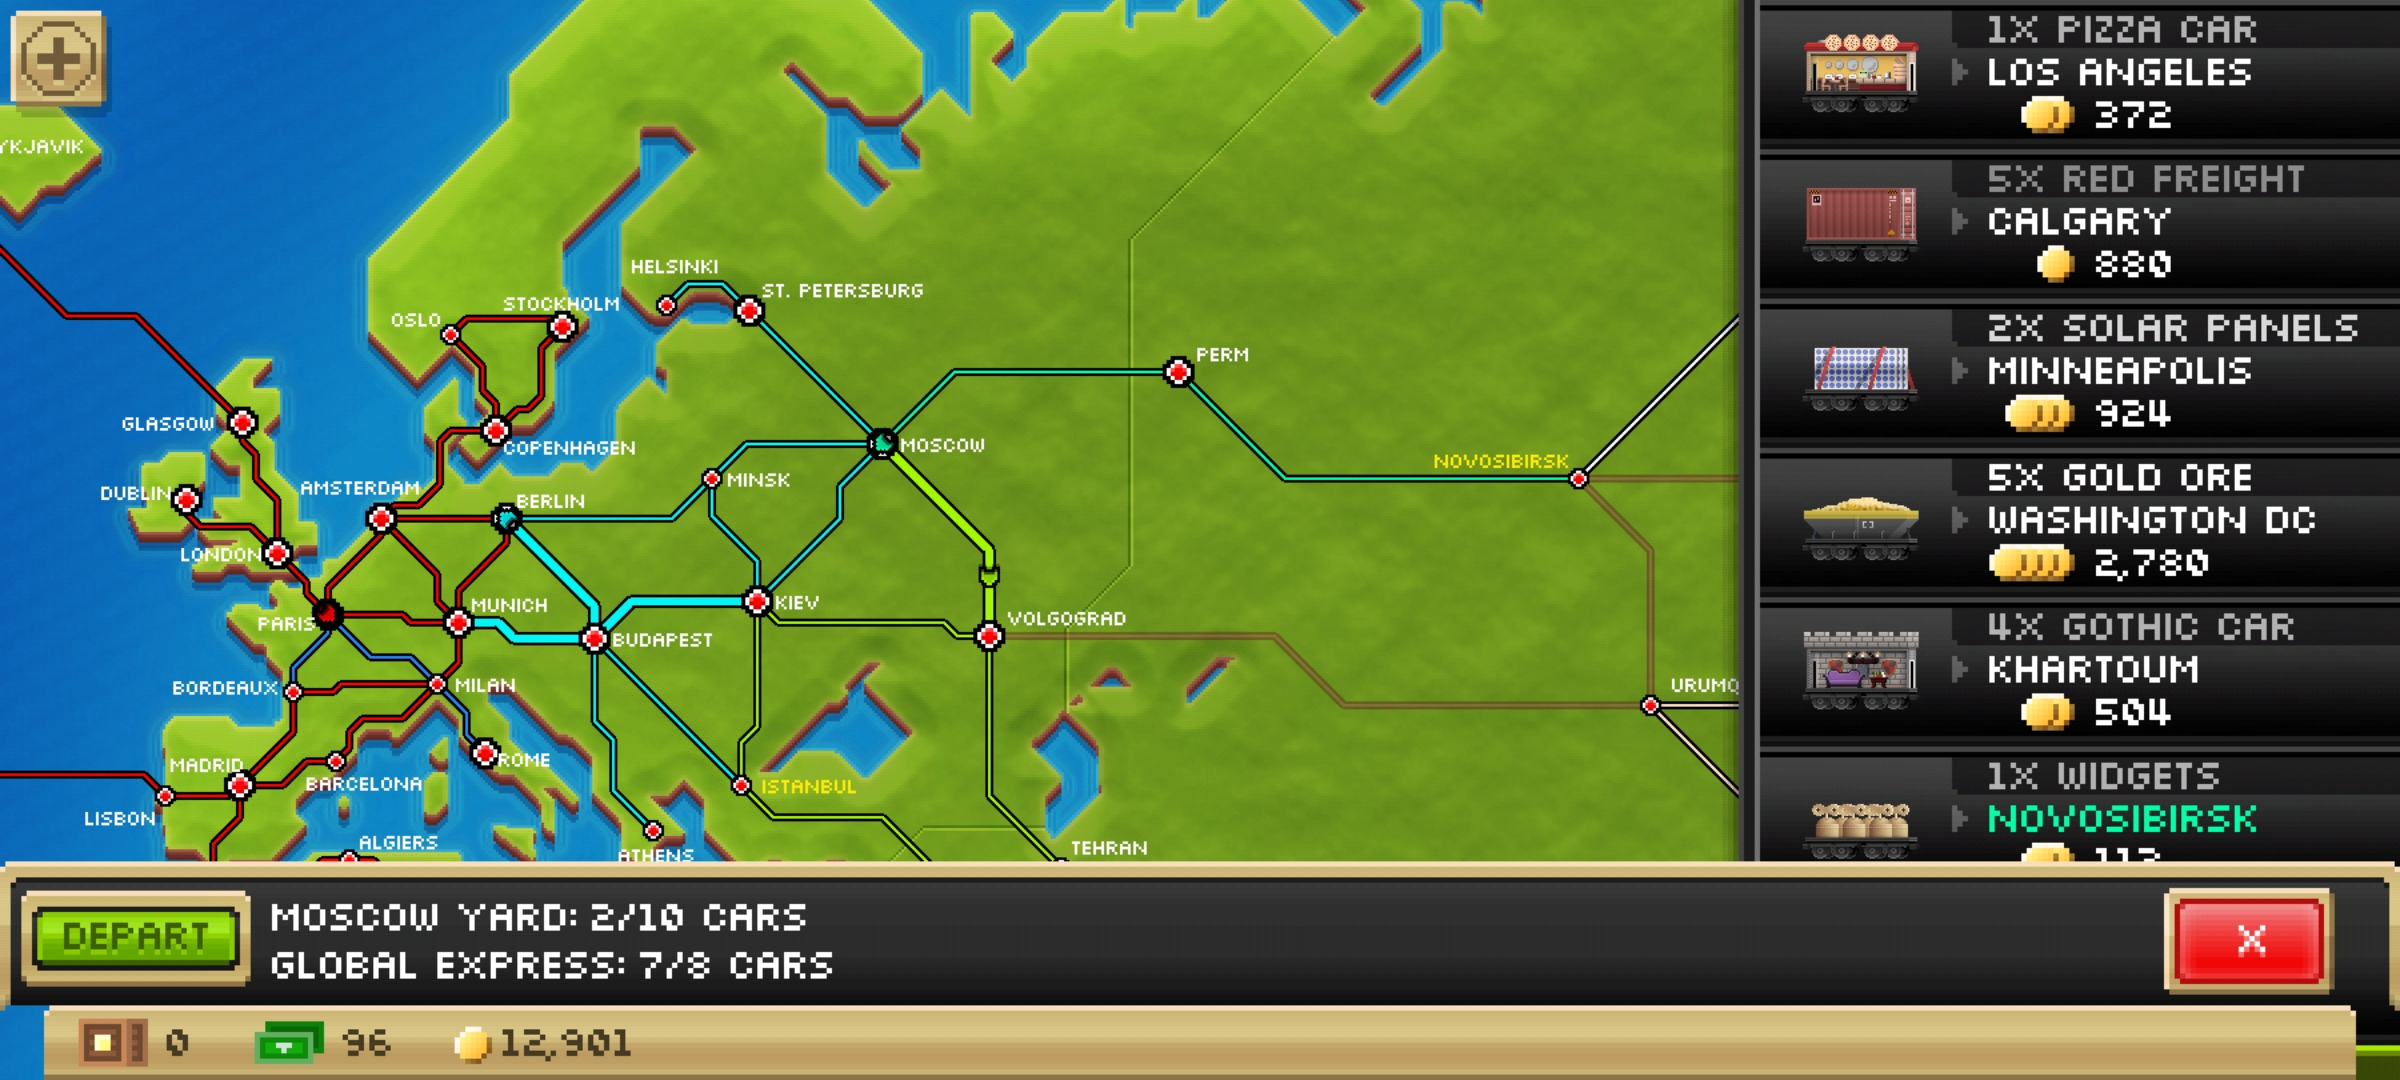 YKJAVIK
HELSINKI
ST. PETERSBURG
STOCKHOLM
OSLO
PERM
GLASGOW
COPENHAGEN
MOSCOW
NOVOSIBIRSK
MINSK
DUBLIN
AMSTERDAM
BERLIN
LONDON
MUNICH
KIEV
PARIS
BUDAPEST
VOLGOGRAD
BORDEAUX
MILAN
URUMQ
MADRID
ROME
BARCELONA
ISTANBUL
LISBON
ALGIERS
ATHENS
TEHRAN
1X PIZZA CAR
LOS ANGELES
372
5X RED FREIGHT
CALGARY
880
2X SOLAR PANELS
MINNEAPOLIS
924
5X GOLD ORE
WASHINGTON DC
2,780
4X GOTHIC CAR
KHARTOUM
504
1X WIDGETS
NOVOSIBIRSK
DEPART
MOSCOW YARD: 2/10 CARS
GLOBAL EXPRESS: 7/8 CARS
X
0
96
12,901